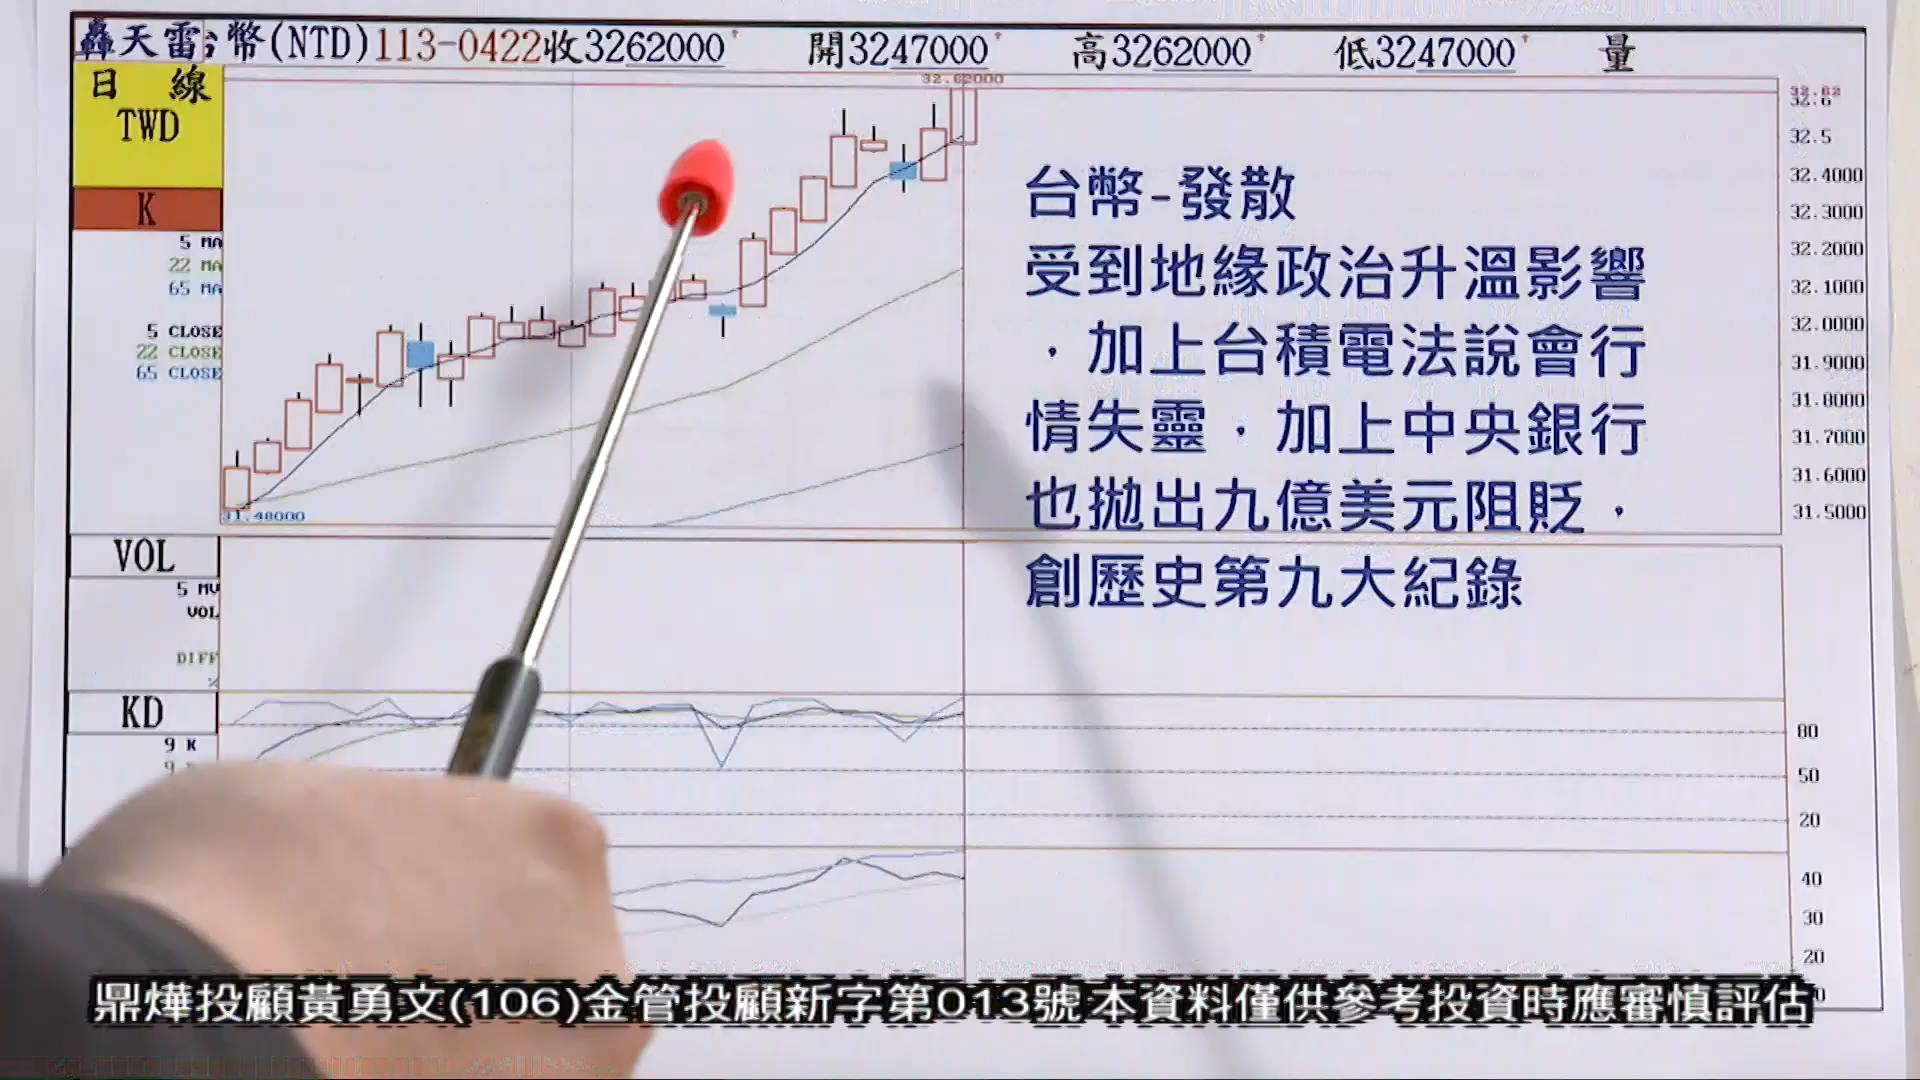 轟天雷台幣(NTD)113-0422收3262000 開3247000 高3262000 低3247000 量
日 線
TWD
K
5 MA
22 MA
65 MA
5 CLOSE
22 CLOSE
65 CLOSE
32.62000
31.48000
32.62
32.6
32.5
32.4000
32.3000
32.2000
32.1000
32.0000
31.9000
31.8000
31.7000
31.6000
31.5000
台幣-發散
受到地緣政治升溫影響
，加上台積電法說會行
情失靈，加上中央銀行
也拋出九億美元阻貶，
創歷史第九大紀錄
VOL
5 MV
VOL
DIFF
%
KD
9 K
80
50
20
40
30
20
鼎燁投顧黃勇文(106)金管投顧新字第013號本資料僅供參考投資時應審慎評估